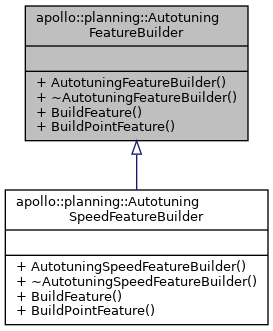 apollo::planning::Autotuning
FeatureBuilder
+ AutotuningFeatureBuilder()
+ ~AutotuningFeatureBuilder()
+ BuildFeature()
+ BuildPointFeature()
apollo::planning::Autotuning
SpeedFeatureBuilder
+ AutotuningSpeedFeatureBuilder()
+ ~AutotuningSpeedFeatureBuilder()
+ BuildFeature()
+ BuildPointFeature()